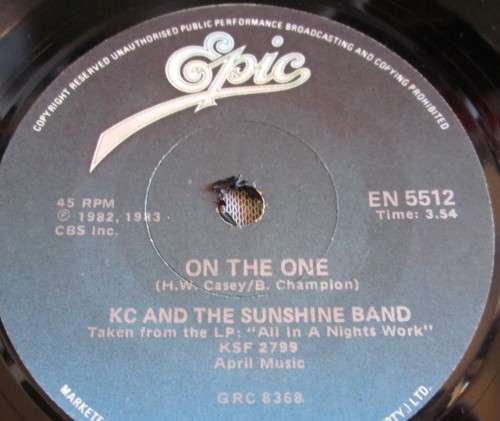 COPYRIGHT RESERVED UNAUTHORISED PUBLIC PERFORMANCE BROADCASTING AND COPYING PROHIBITED
Epic
45 RPM
℗ 1982, 1983
CBS Inc.
EN 5512
Time: 3.54
ON THE ONE
(H.W. Casey/B. Champion)
KC AND THE SUNSHINE BAND
Taken from the LP: "All In A Nights Work"
KSF 2799
April Music
GRC 8368
LTD.